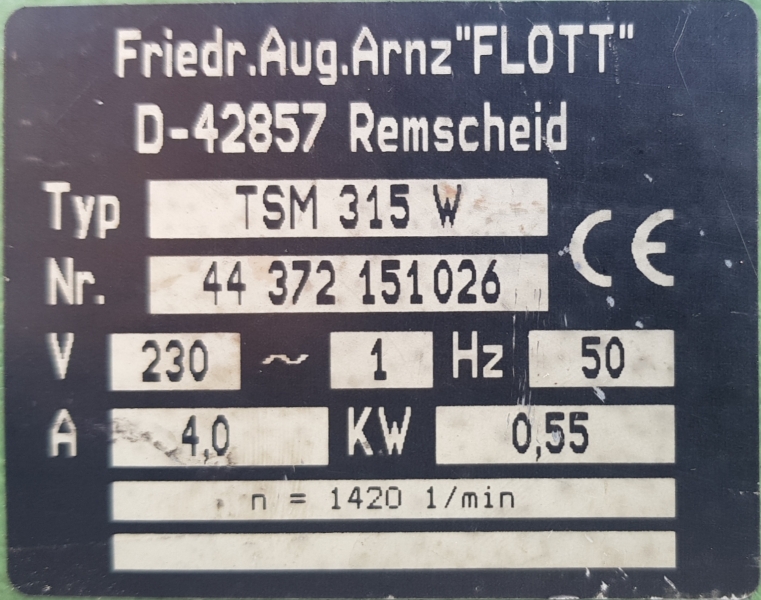 Friedr.Aug.Arnz"FLOTT"
D-42857 Remscheid
Typ TSM 315 W
Nr. 44 372 151026 CE
V 230 ~ 1 Hz 50
A 4,0 KW 0,55
n = 1420 1/min